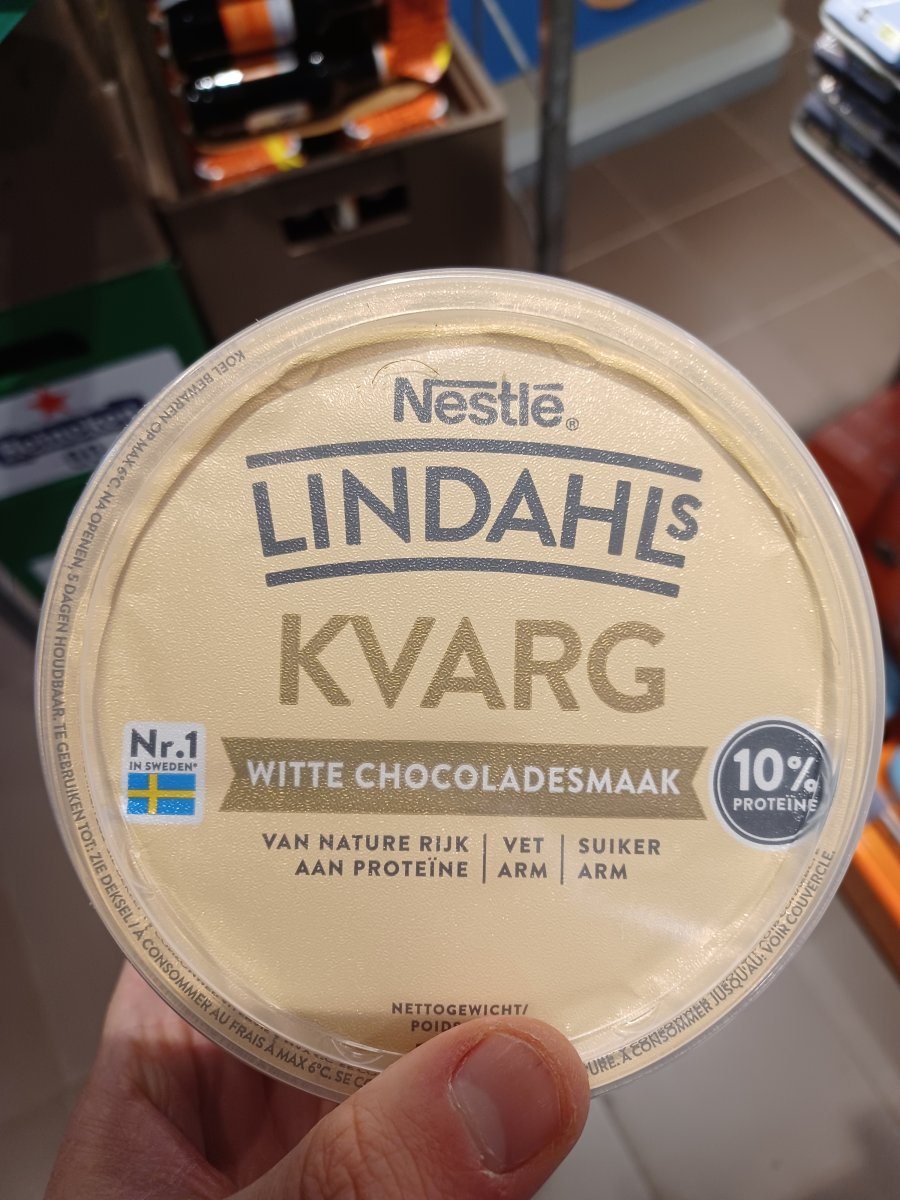 Nestlé®
LINDAHLS
KVARG
Nr.1
IN SWEDEN*
WITTE CHOCOLADESMAAK
10%
PROTEÏNE
VAN NATURE RIJK
AAN PROTEÏNE
VET
ARM
SUIKER
ARM
NETTOGEWICHT/
KOEL BEWAREN OP MAX 6°C. NA OPENEN, 5 DAGEN HOUDBAAR. TE GEBRUIKEN TOT: ZIE DEKSEL / À CONSOMMER AU FRAIS À MAX 6°C. SE
À CONSOMMER JUSQU'AU: VOIR COUVERCLE.